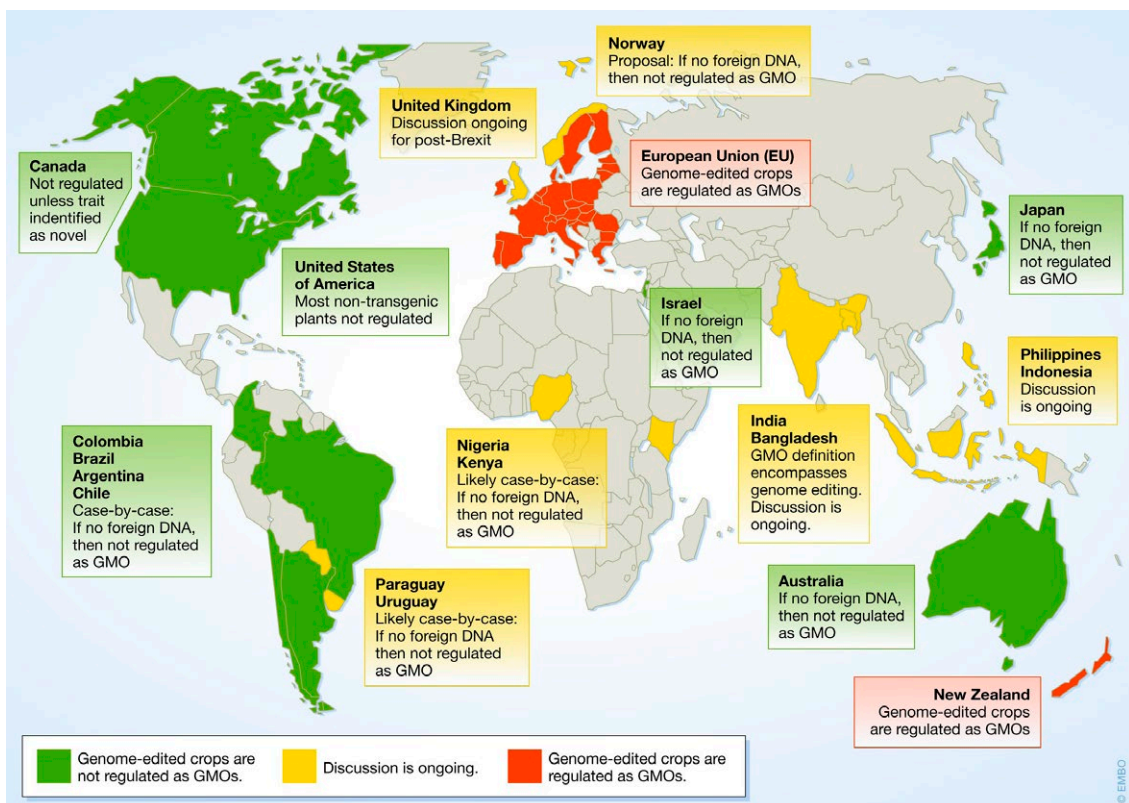 Norway
Proposal: If no foreign DNA,
then not regulated as GMO
United Kingdom
Discussion ongoing
for post-Brexit
European Union (EU)
Genome-edited crops
are regulated as GMOs
Canada
Not regulated
unless trait
indentified
as novel
Japan
If no foreign
DNA, then
not regulated
as GMO
United States
of America
Most non-transgenic
plants not regulated
Israel
If no foreign
DNA, then
not regulated
as GMO
Philippines
Indonesia
Discussion
is ongoing
Colombia
Brazil
Argentina
Chile
Case-by-case:
If no foreign DNA,
then not regulated
as GMO
Nigeria
Kenya
Likely case-by-case:
If no foreign DNA,
then not regulated
as GMO
India
Bangladesh
GMO definition
encompasses
genome editing.
Discussion is
ongoing.
Paraguay
Uruguay
Likely case-by-case:
If no foreign DNA
then not regulated
as GMO
Australia
If no foreign DNA,
then not regulated
as GMO
New Zealand
Genome-edited crops
are regulated as GMOs
Genome-edited crops are
not regulated as GMOs.
Discussion is ongoing.
Genome-edited crops are
regulated as GMOs.
© EMBO